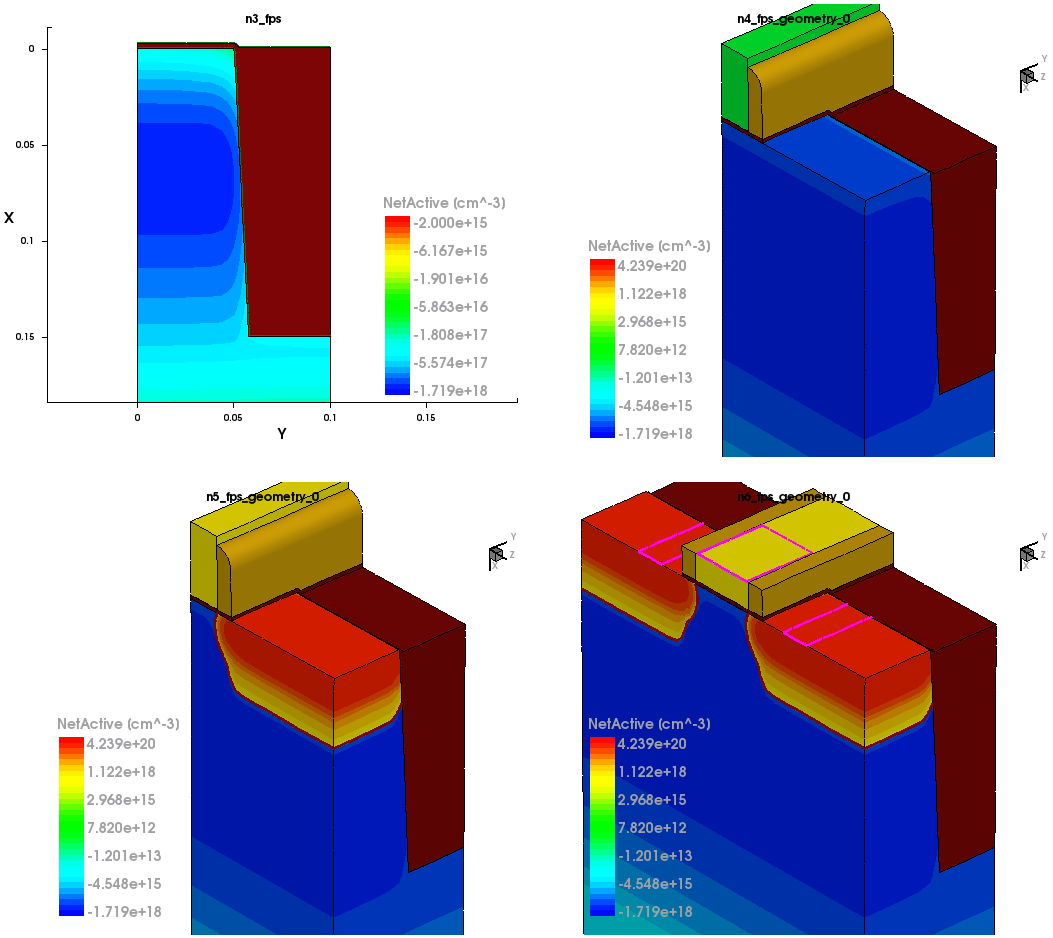 n3_fps
0
0.05
0.1
0.15
X
0
0.05
0.1
0.15
Y
NetActive (cm^-3)
-2.000e+15
-6.167e+15
-1.901e+16
-5.863e+16
-1.808e+17
-5.574e+17
-1.719e+18
n4_fps_geometry_0
Y
Z
X
NetActive (cm^-3)
4.239e+20
1.122e+18
2.968e+15
7.820e+12
-1.201e+13
-4.548e+15
-1.719e+18
n5_fps_geometry_0
Y
Z
X
NetActive (cm^-3)
4.239e+20
1.122e+18
2.968e+15
7.820e+12
-1.201e+13
-4.548e+15
-1.719e+18
n6_fps_geometry_0
Y
Z
X
NetActive (cm^-3)
4.239e+20
1.122e+18
2.968e+15
7.820e+12
-1.201e+13
-4.548e+15
-1.719e+18